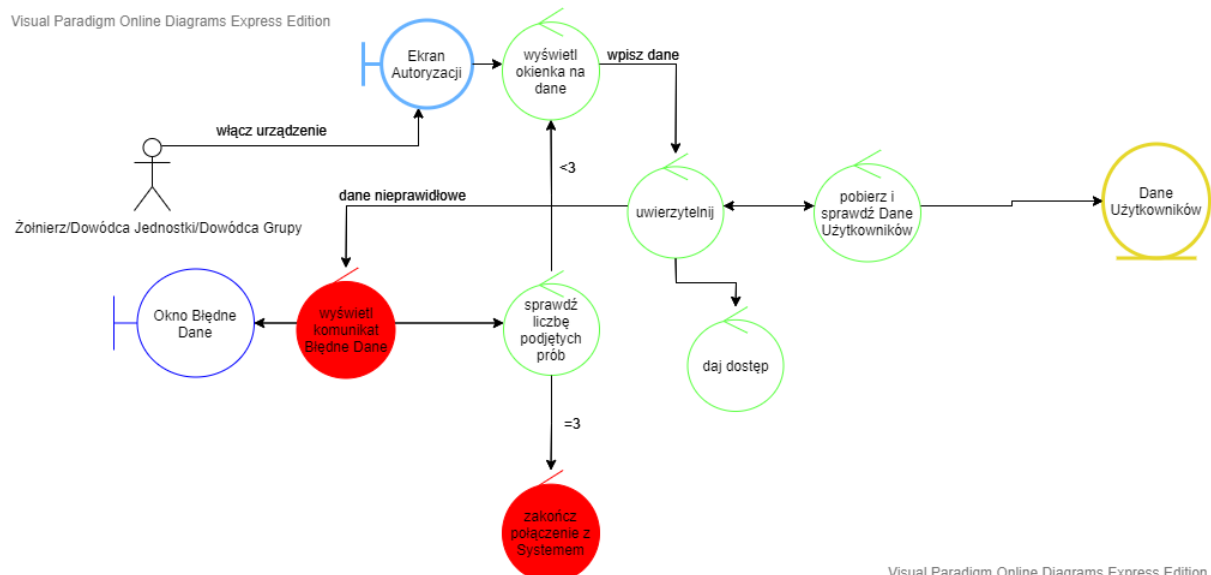 Visual Paradigm Online Diagrams Express Edition
Ekran
Autoryzacji
wyświetl
okienka na
dane
wpisz dane
włącz urządzenie
<3
Żołnierz/Dowódca Jednostki/Dowódca Grupy
dane nieprawidłowe
uwierzytelnij
pobierz i
sprawdź Dane
Użytkowników
Dane
Użytkowników
Okno Błędne
Dane
wyświetl
komunikat
Błędne Dane
sprawdź
liczbę
podjętych
prób
daj dostęp
=3
zakończ
połączenie z
Systemem
Visual Paradigm Online Diagrams Express Edition